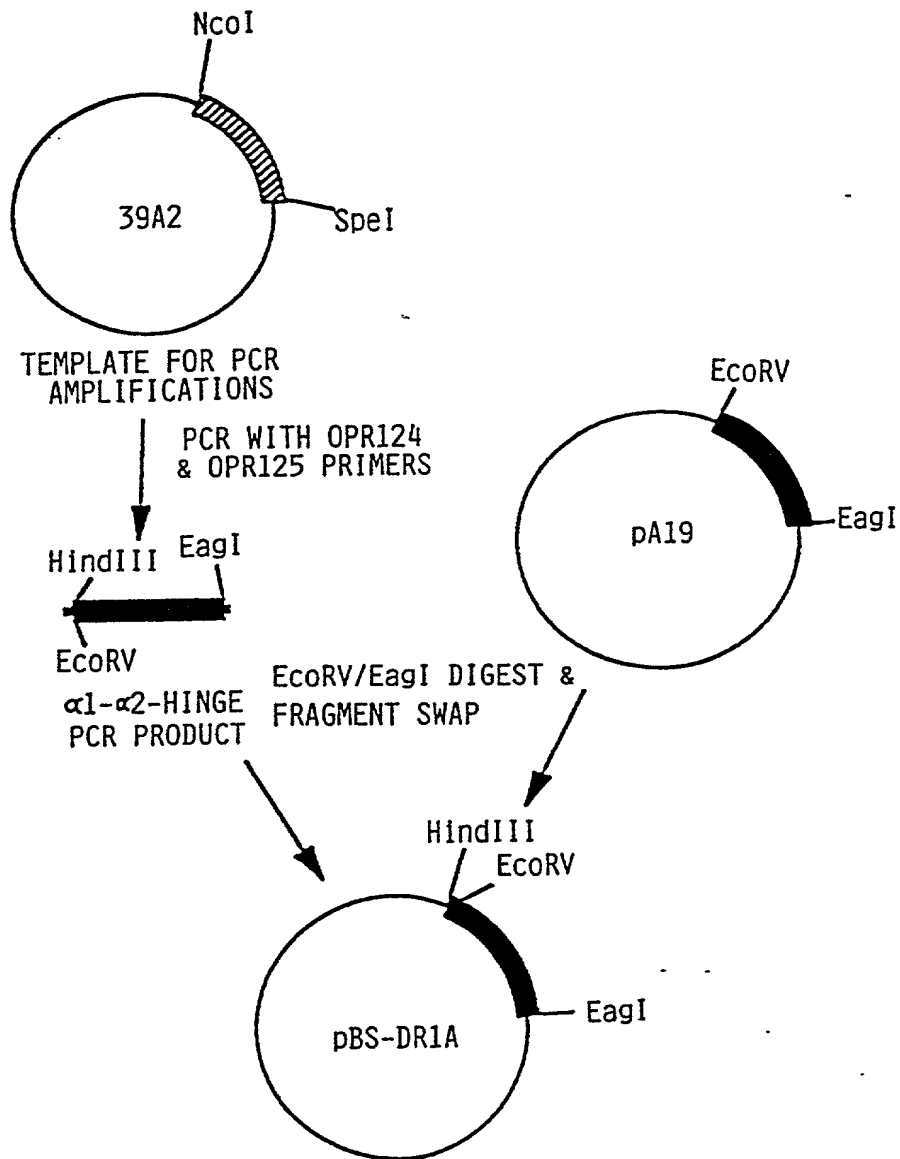 NcoI
39A2
SpeI
TEMPLATE FOR PCR
AMPLIFICATIONS
PCR WITH OPR124
& OPR125 PRIMERS
HindIII EagI
EcoRV
α1-α2-HINGE
PCR PRODUCT
EcoRV
pA19
EagI
EcoRV/EagI DIGEST &
FRAGMENT SWAP
HindIII
EcoRV
pBS-DR1A
EagI